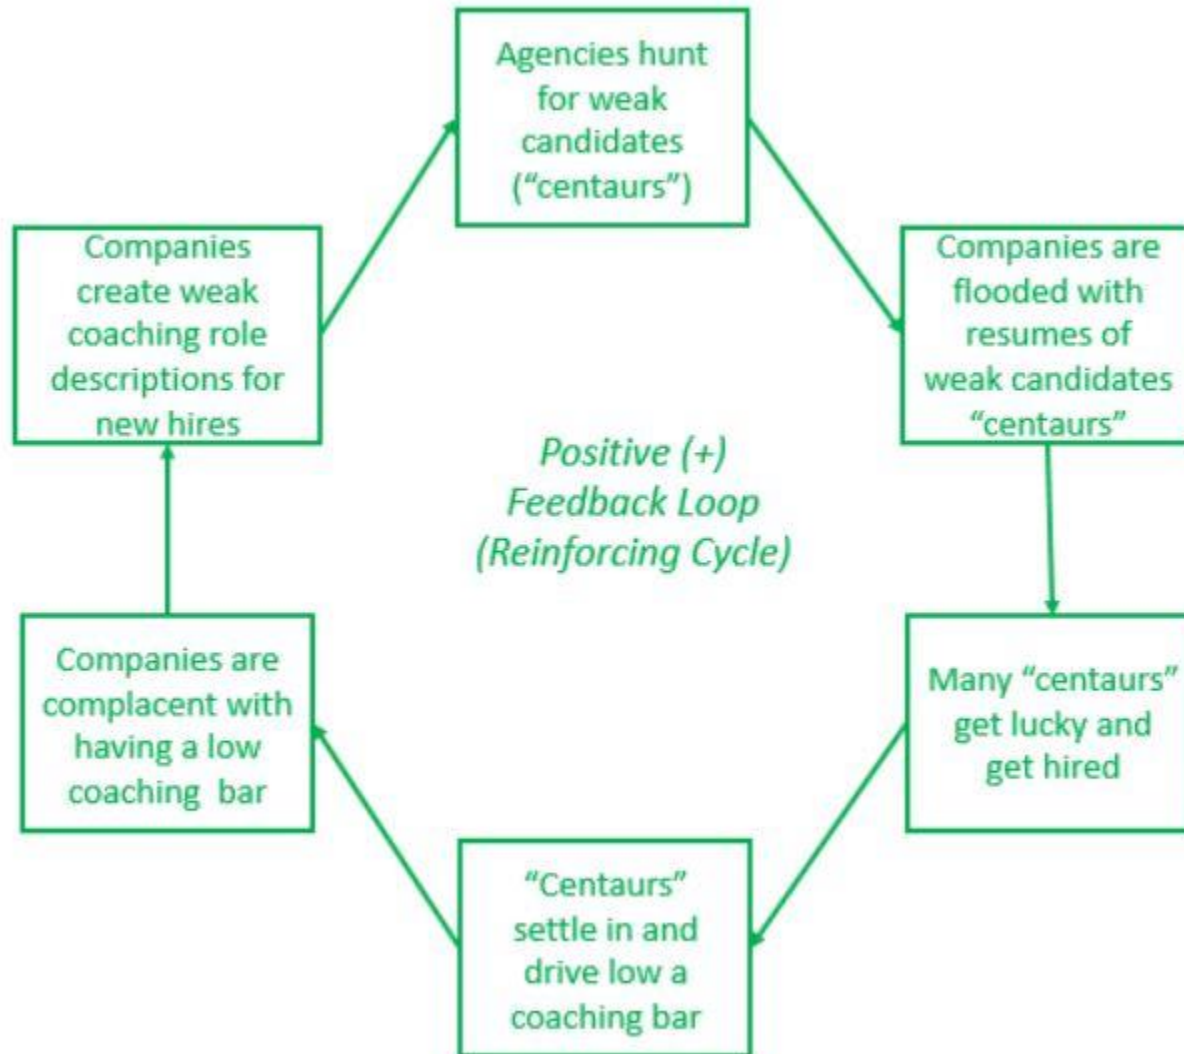 Agencies hunt
for weak
candidates
(“centaurs”)
Companies are
flooded with
resumes of
weak candidates
“centaurs”
Many “centaurs”
get lucky and
get hired
“Centaurs”
settle in and
drive low a
coaching bar
Companies are
complacent with
having a low
coaching  bar
Companies
create weak
coaching role
descriptions for
new hires
Positive (+)
Feedback Loop
(Reinforcing Cycle)